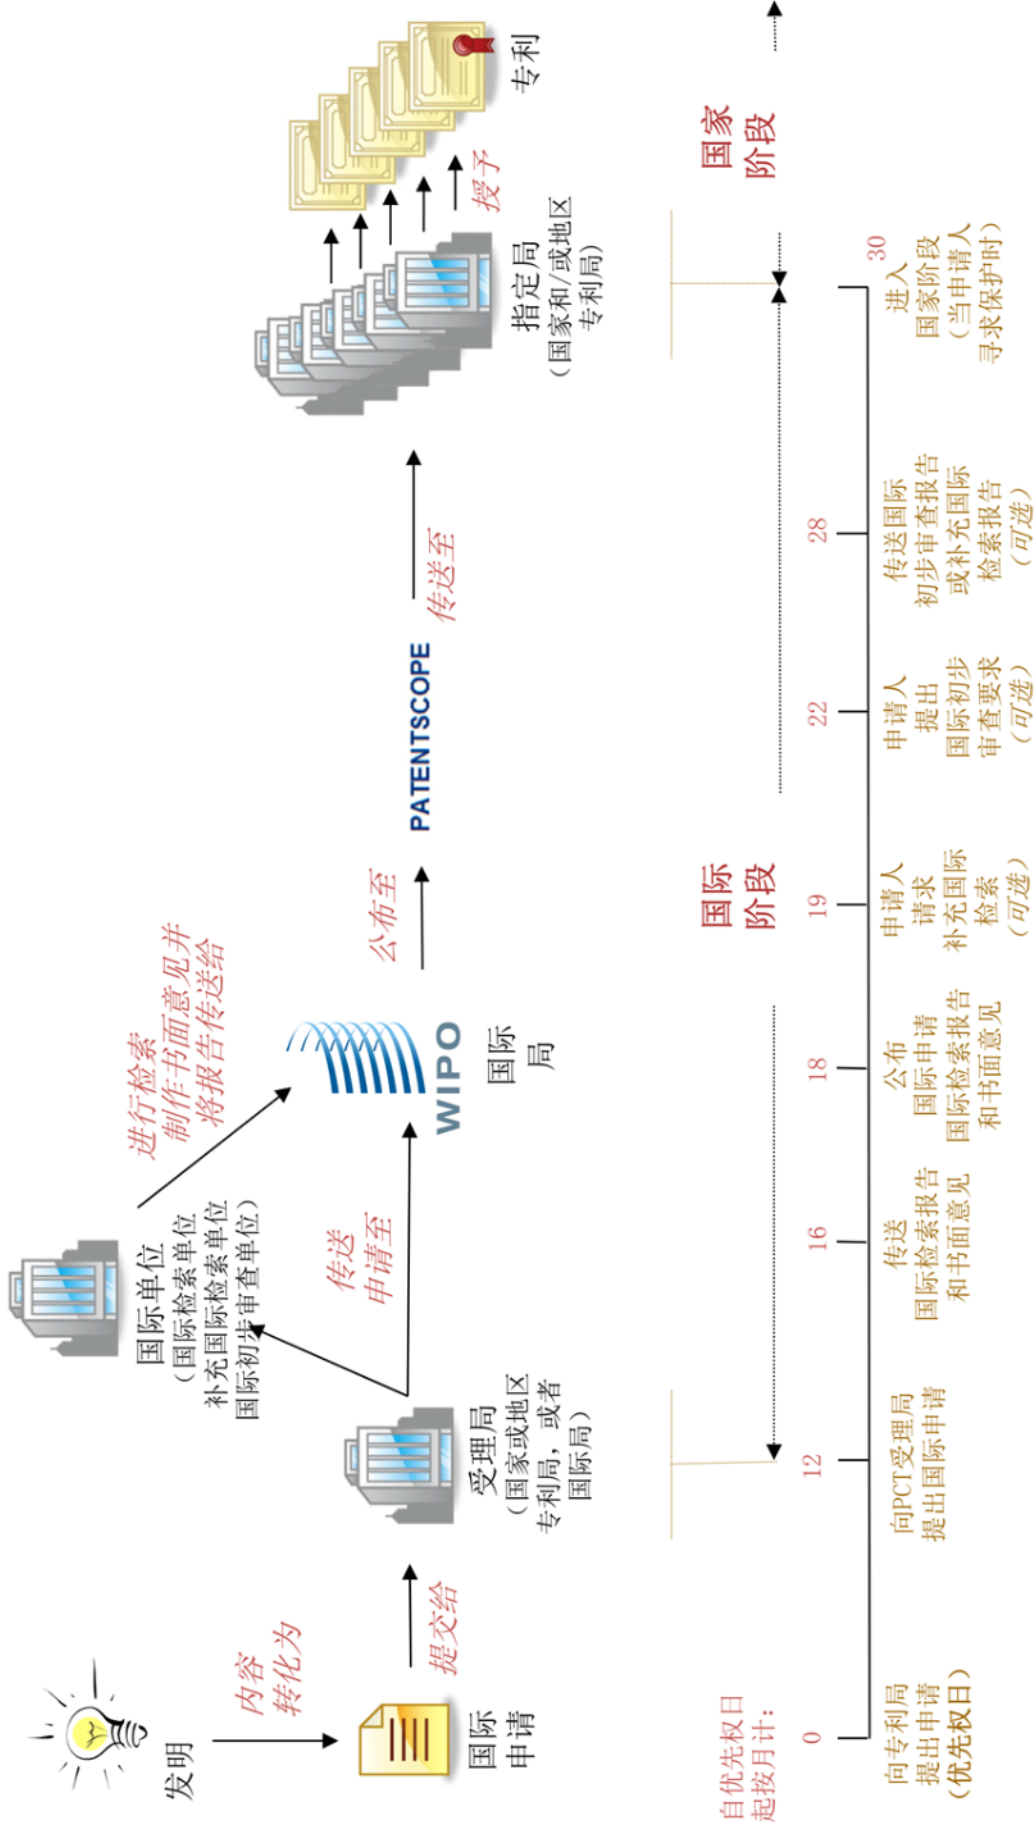 发明
内容
转化为
国际
申请
提交给
受理局
（国家或地区
专利局，或者
国际局）
国际单位
（国际检索单位
补充国际检索单位
国际初步审查单位）
进行检索
制作书面意见并
将报告传送给
传送
申请至
WIPO
国际
局
公布至
PATENTSCOPE
传送至
指定局
（国家和/或地区
专利局）
授予
专利
国际
阶段
国家
阶段
自优先权日
起按月计：
0
向专利局
提出申请
（优先权日）
12
向PCT受理局
提出国际申请
16
传送
国际检索报告
和书面意见
18
公布
国际申请
国际检索报告
和书面意见
19
申请人
请求
补充国际
检索
（可选）
22
申请人
提出
国际初步
审查要求
（可选）
28
传送国际
初步审查报告
或补充国际
检索报告
（可选）
30
进入
国家阶段
（当申请人
寻求保护时）